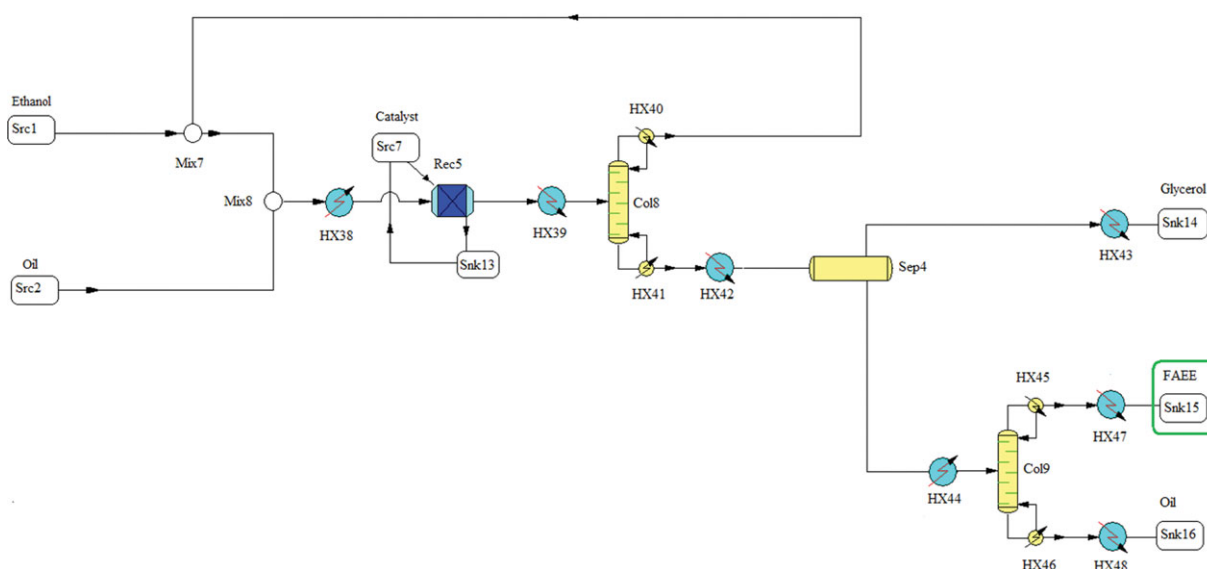 HX40
Ethanol
Src1
Catalyst
Src7
Rec5
Mix7
Glycerol
Mix8
Col8
Snk14
HX38
HX39
HX43
Oil
Snk13
Sep4
Src2
HX41
HX42
HX45
FAEE
Snk15
HX47
Col9
HX44
Oil
Snk16
HX46
HX48